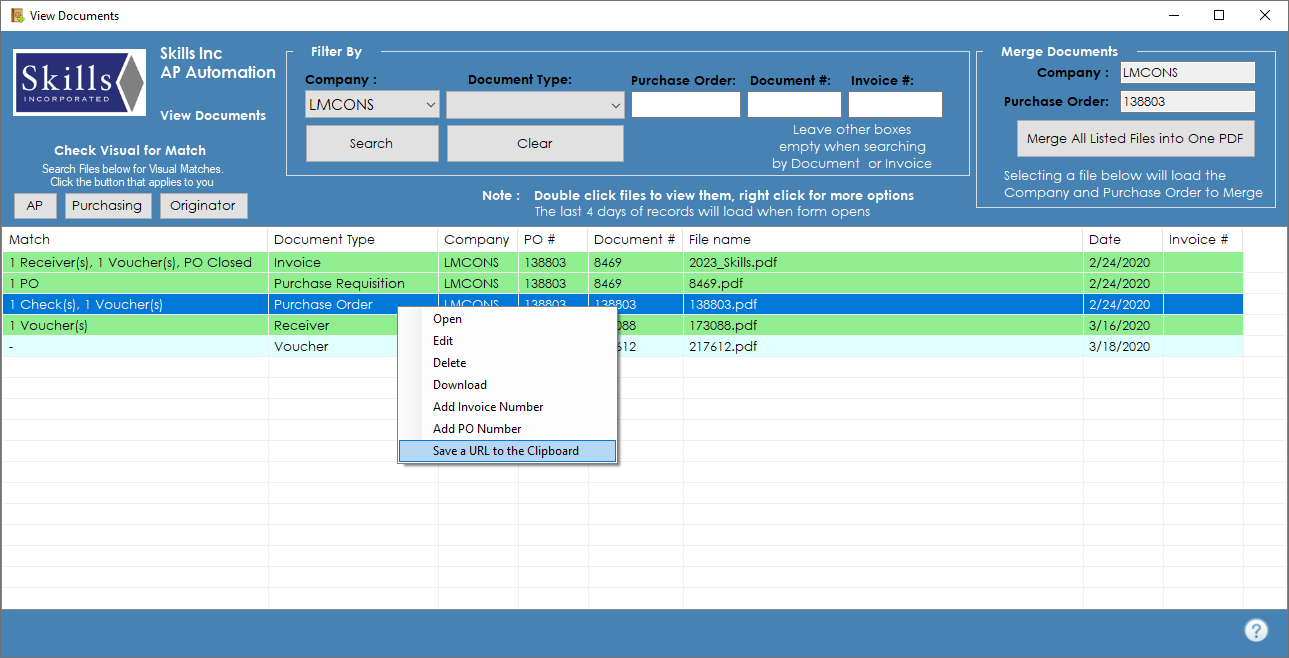 View Documents
Skills
INCORPORATED
Skills Inc
AP Automation
View Documents
Check Visual for Match
Search Files below for Visual Matches.
Click the button that applies to you
AP Purchasing Originator
Filter By
Company : Document Type: Purchase Order: Document #: Invoice #:
LMCONS
Search Clear
Leave other boxes
empty when searching
by Document or Invoice
Note : Double click files to view them, right click for more options
The last 4 days of records will load when form opens
Merge Documents
Company : LMCONS
Purchase Order: 138803
Merge All Listed Files into One PDF
Selecting a file below will load the
Company and Purchase Order to Merge
Match Document Type Company PO # Document # File name Date Invoice #
1 Receiver(s), 1 Voucher(s), PO Closed Invoice LMCONS 138803 8469 2023_Skills.pdf 2/24/2020
1 PO Purchase Requisition LMCONS 138803 8469 8469.pdf 2/24/2020
1 Check(s), 1 Voucher(s) Purchase Order LMCONS 138803 138803 138803.pdf 2/24/2020
1 Voucher(s) Receiver 088 173088.pdf 3/16/2020
- Voucher 612 217612.pdf 3/18/2020
Open
Edit
Delete
Download
Add Invoice Number
Add PO Number
Save a URL to the Clipboard
?